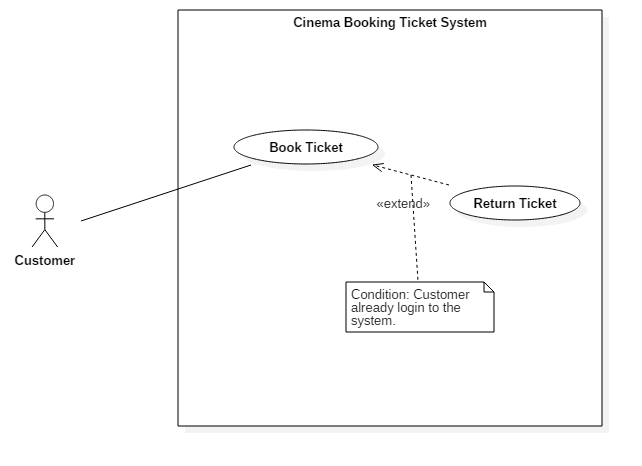 Cinema Booking Ticket System
Book Ticket
Return Ticket
«extend»
Customer
Condition: Customer
already login to the
system.